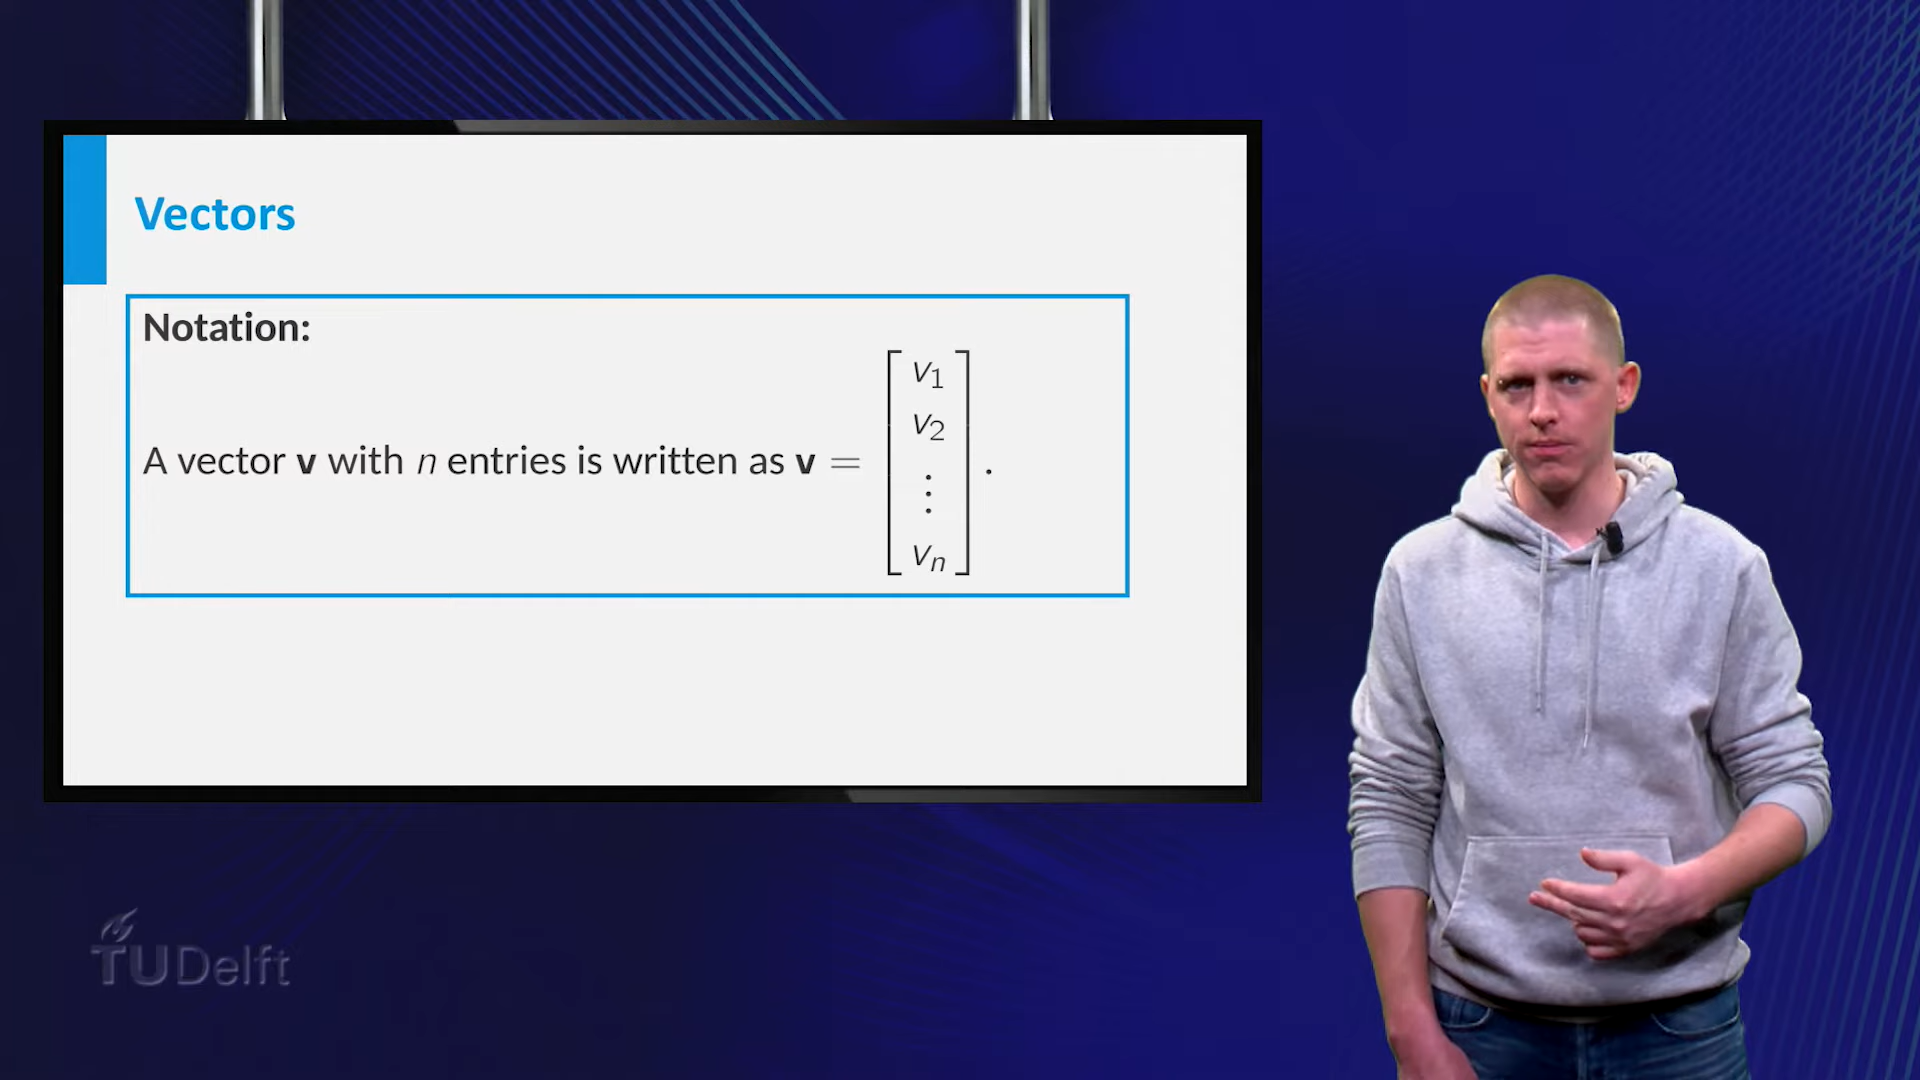 Vectors
Notation:
v₁
v₂
⋮
A vector v with n entries is written as v = [ ] .
vₙ
TUDelft